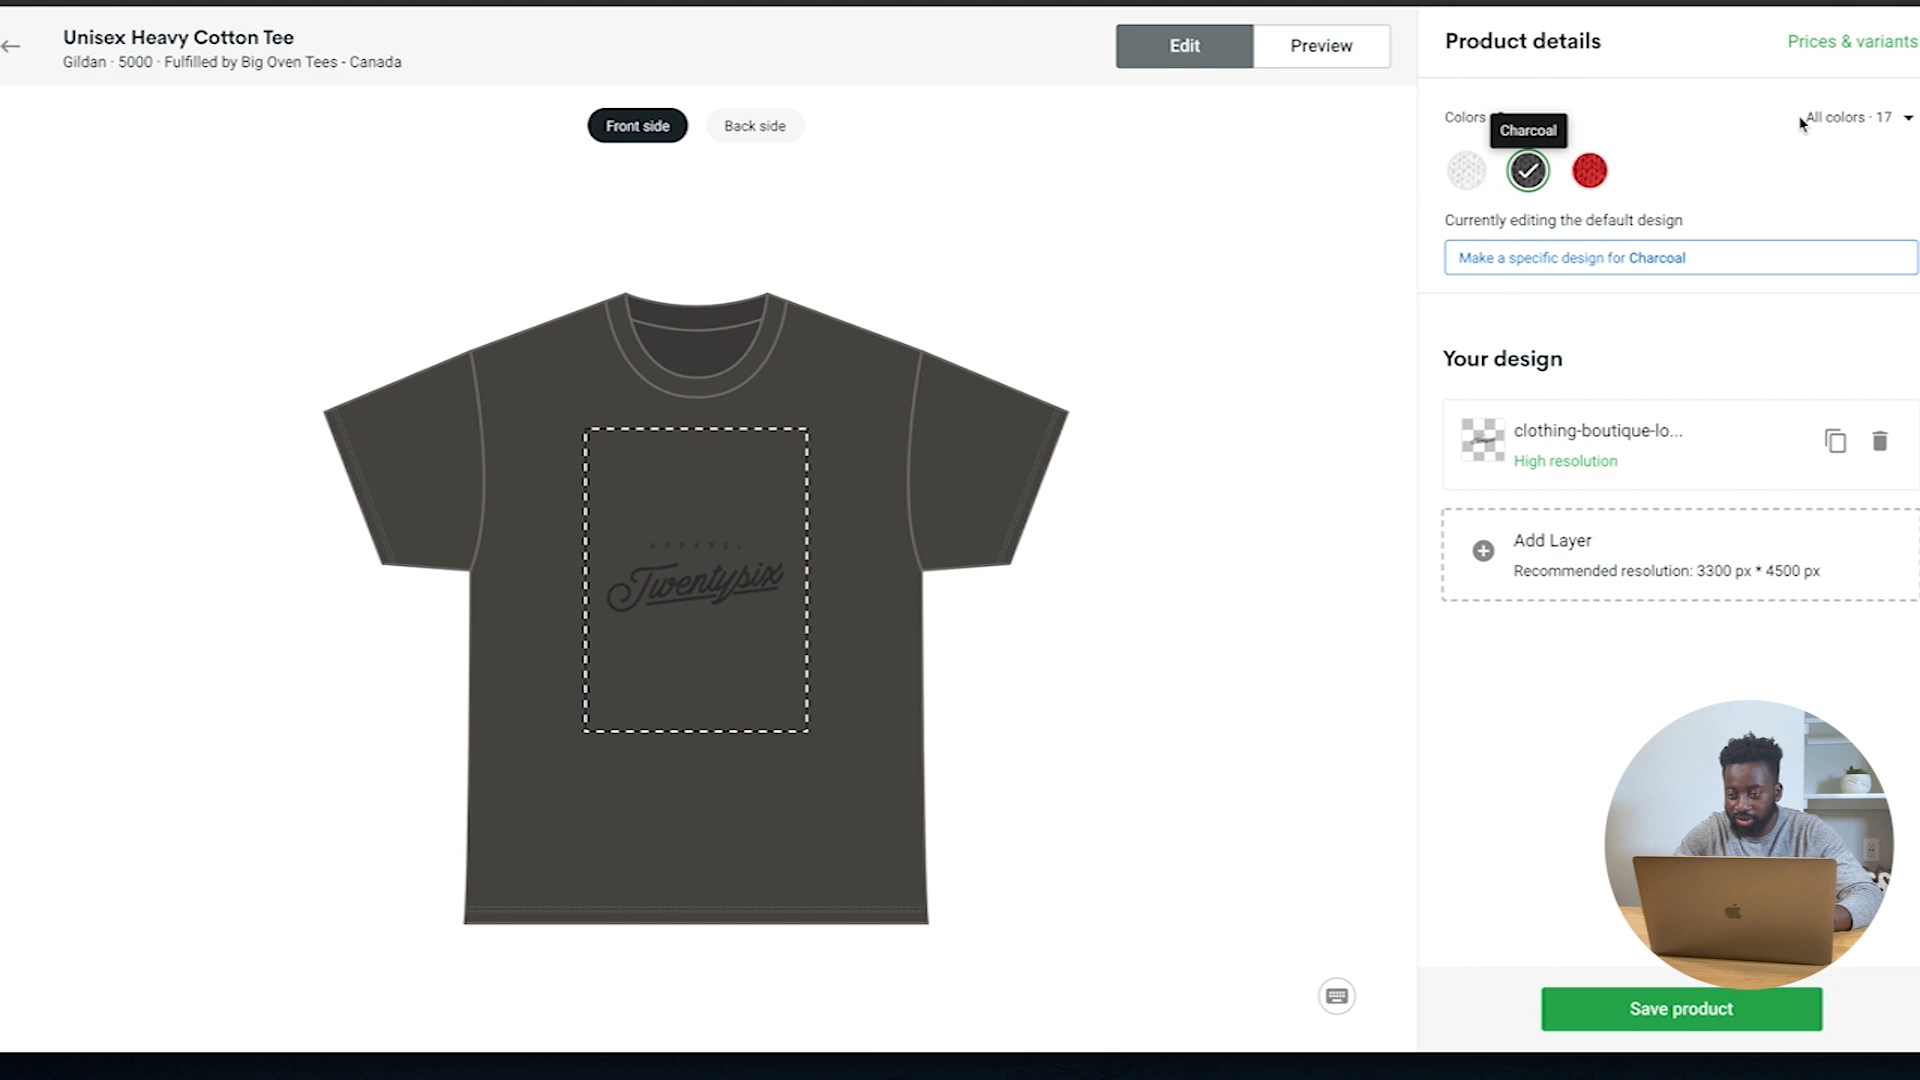 Unisex Heavy Cotton Tee
Gildan · 5000 · Fulfilled by Big Oven Tees - Canada
Edit
Preview
Product details
Prices & variants
Front side
Back side
Colors
Charcoal
All colors · 17
Currently editing the default design
Make a specific design for Charcoal
Your design
clothing-boutique-lo...
High resolution
Add Layer
Recommended resolution: 3300 px * 4500 px
APPAREL
Twentysix
Save product